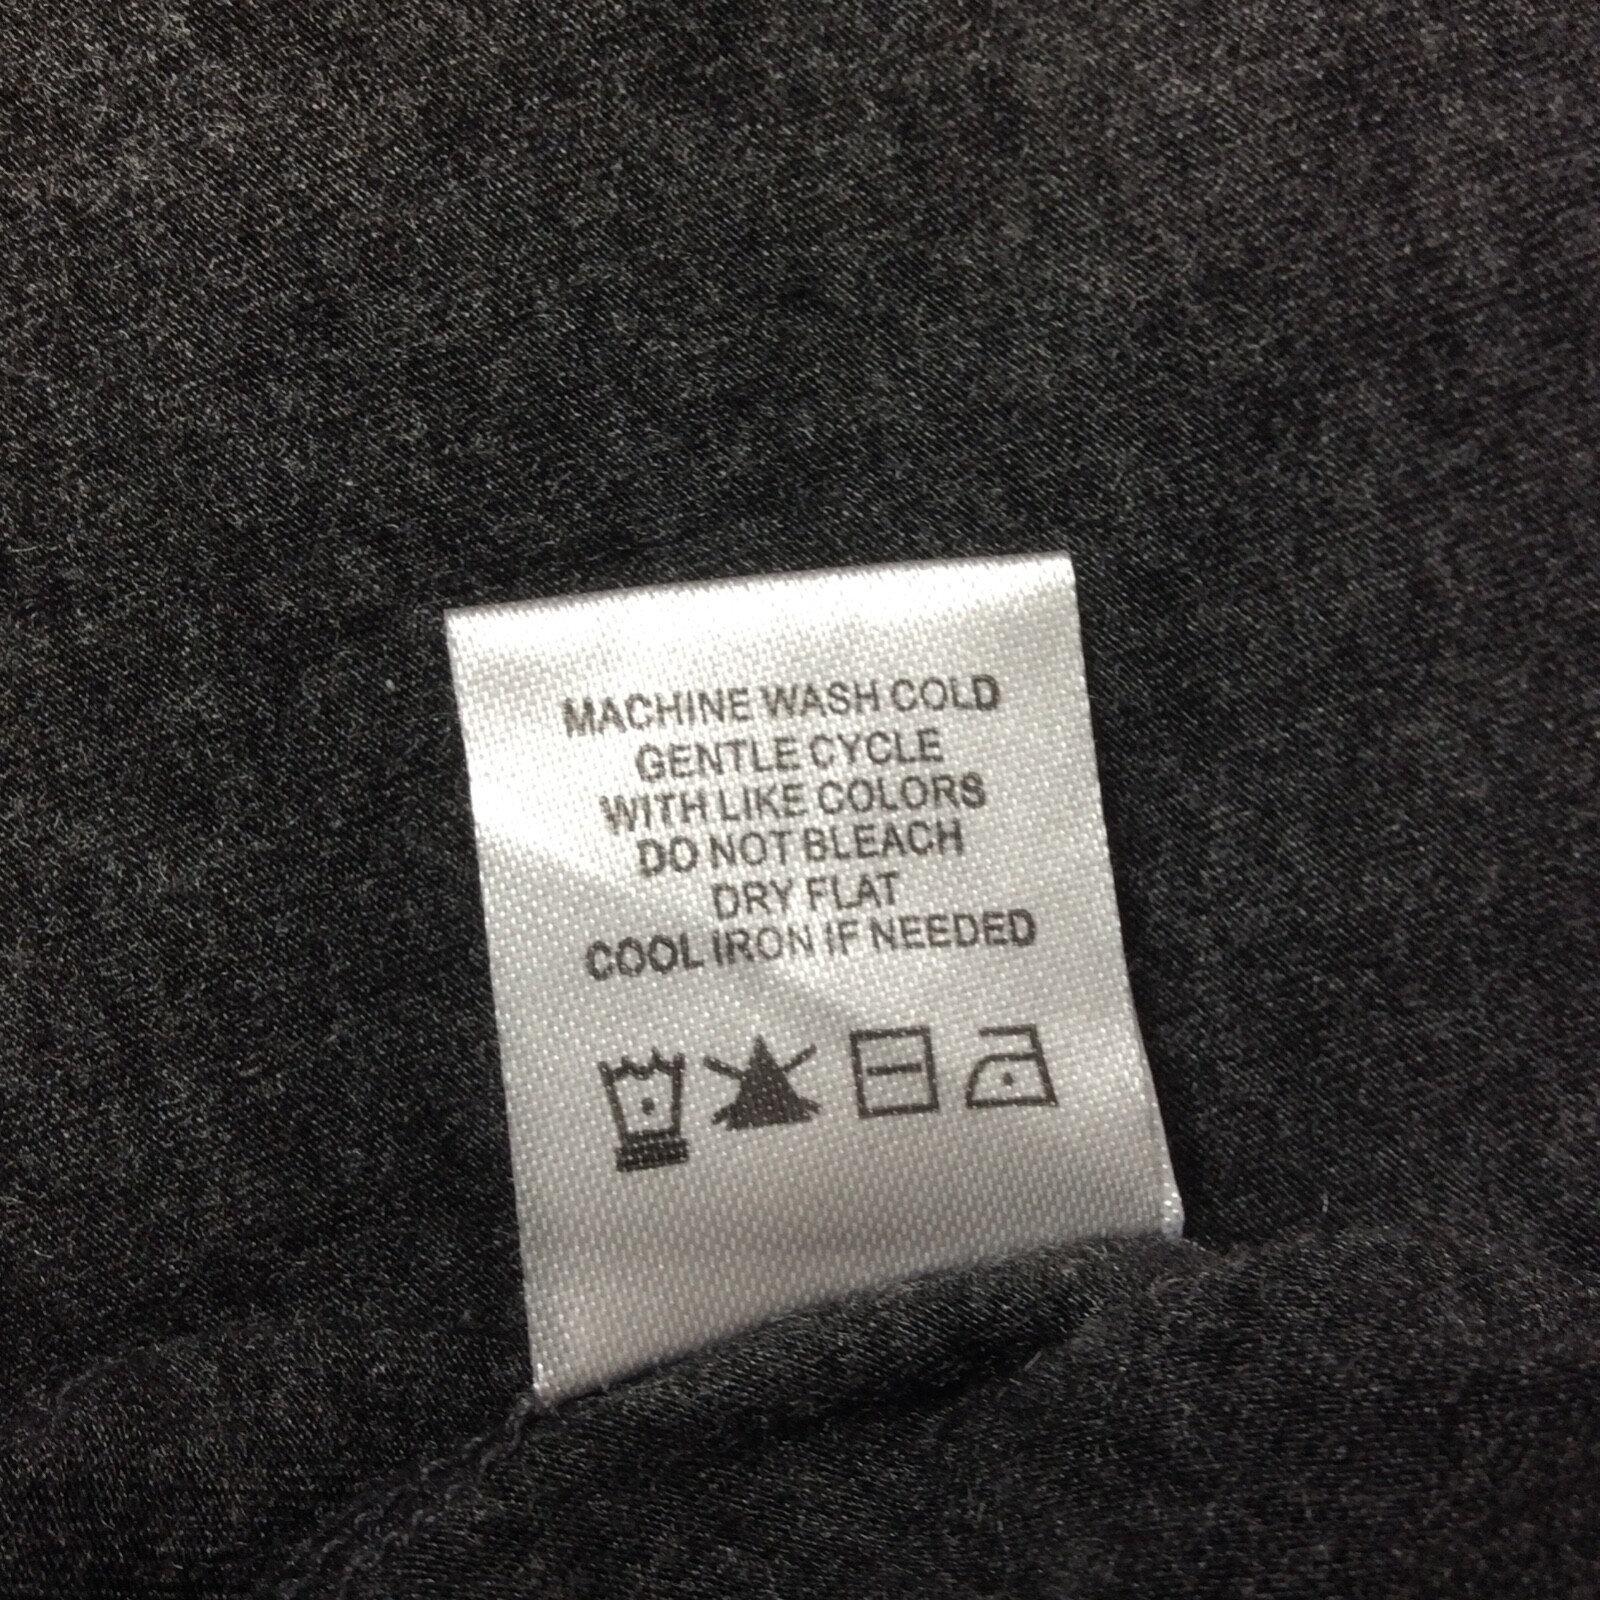 MACHINE WASH COLD
GENTLE CYCLE
WITH LIKE COLORS
DO NOT BLEACH
DRY FLAT
COOL IRON IF NEEDED